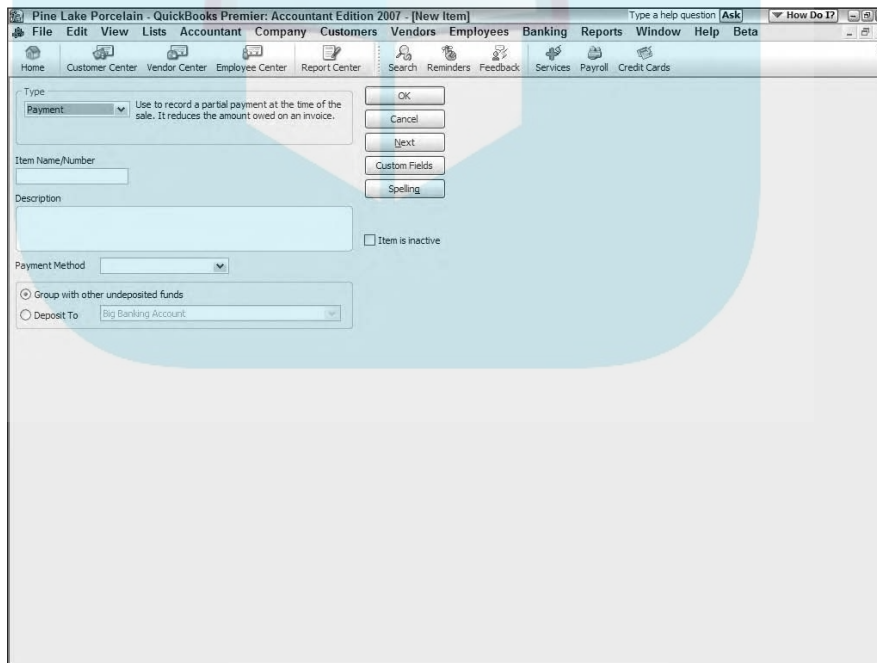 Pine Lake Porcelain - QuickBooks Premier: Accountant Edition 2007 - [New Item]
Type a help question Ask
How Do I?
File Edit View Lists Accountant Company Customers Vendors Employees Banking Reports Window Help Beta
Home Customer Center Vendor Center Employee Center Report Center Search Reminders Feedback Services Payroll Credit Cards
Type
Payment
Use to record a partial payment at the time of the
sale. It reduces the amount owed on an invoice.
OK
Cancel
Next
Custom Fields
Spelling
Item Name/Number
Description
Item is inactive
Payment Method
Group with other undeposited funds
Deposit To Big Banking Account